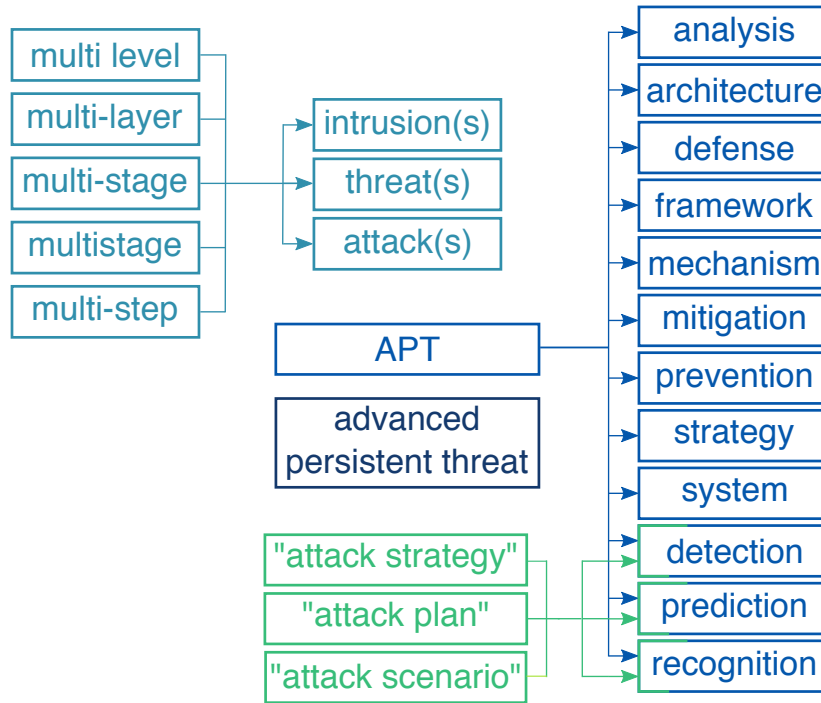 multi level
multi-layer
multi-stage
multistage
multi-step
intrusion(s)
threat(s)
attack(s)
APT
advanced
persistent threat
"attack strategy"
"attack plan"
"attack scenario"
analysis
architecture
defense
framework
mechanism
mitigation
prevention
strategy
system
detection
prediction
recognition